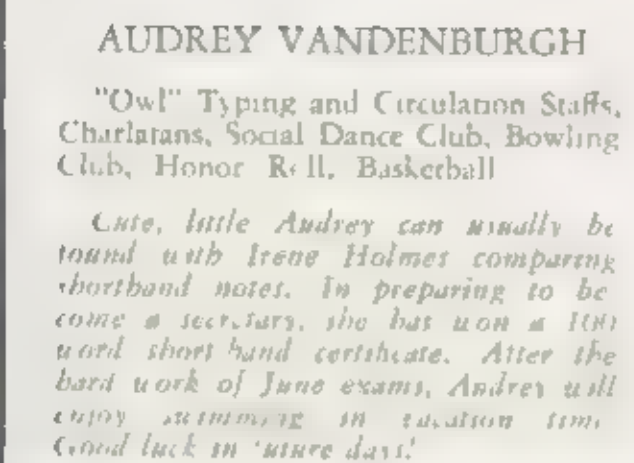 AUDREY VANDENBURGH
"Owl" Typing and Circulation Staffs,
Charlatans, Social Dance Club, Bowling
Club, Honor Roll, Basketball
Cute, little Audrey can usually be
found with Irene Holmes comparing
shorthand notes. In preparing to be-
come a secretary, she has won a 100
word short hand certificate. After the
hard work of June exams, Audrey will
enjoy swimming in vacation time.
Good luck in future days!